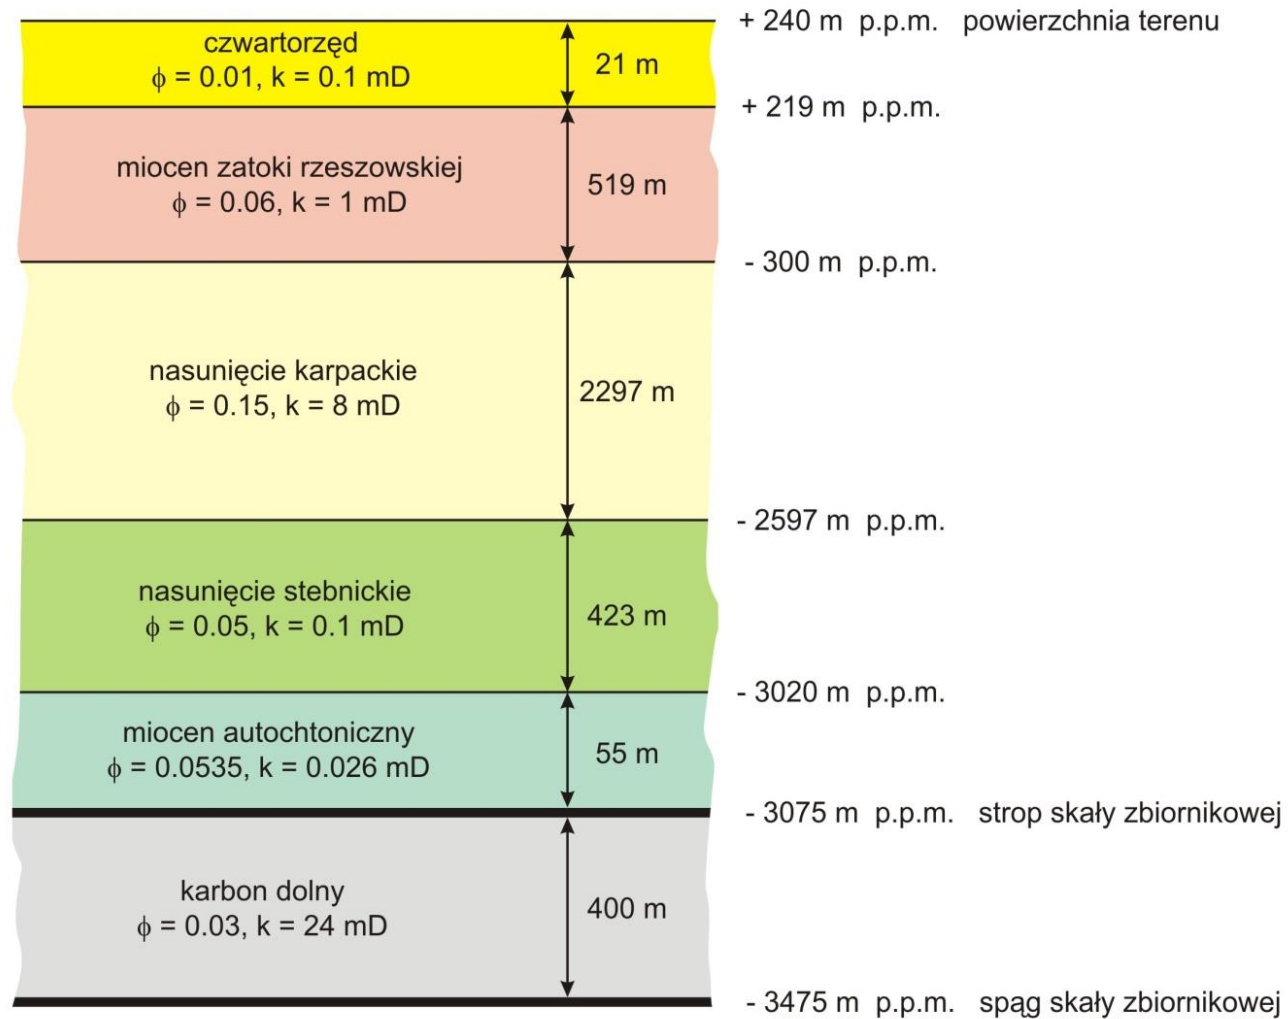 + 240 m p.p.m. powierzchnia terenu
czwartorzęd
ϕ = 0.01, k = 0.1 mD
21 m
+ 219 m p.p.m.
miocen zatoki rzeszowskiej
ϕ = 0.06, k = 1 mD
519 m
- 300 m p.p.m.
nasunięcie karpackie
ϕ = 0.15, k = 8 mD
2297 m
- 2597 m p.p.m.
nasunięcie stebnickie
ϕ = 0.05, k = 0.1 mD
423 m
- 3020 m p.p.m.
miocen autochtoniczny
ϕ = 0.0535, k = 0.026 mD
55 m
- 3075 m p.p.m. strop skały zbiornikowej
karbon dolny
ϕ = 0.03, k = 24 mD
400 m
- 3475 m p.p.m. spąg skały zbiornikowej